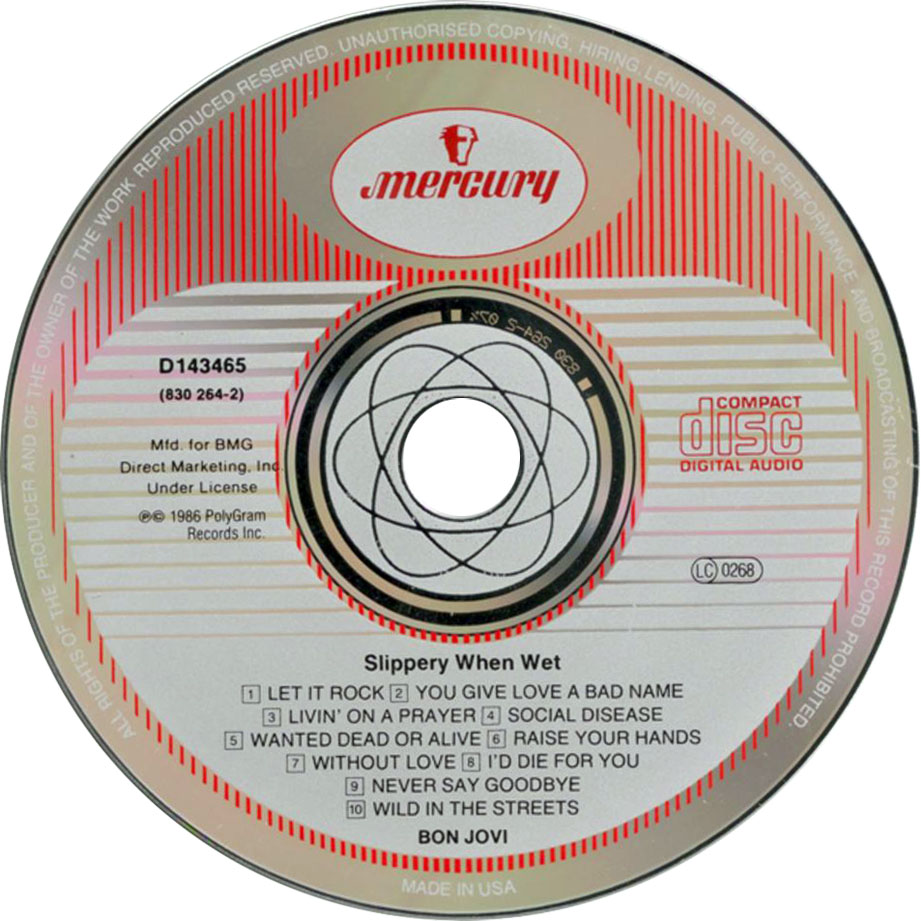 ALL RIGHTS OF THE PRODUCER AND OF THE OWNER OF THE WORK REPRODUCED RESERVED. UNAUTHORISED COPYING, HIRING, LENDING, PUBLIC PERFORMANCE AND BROADCASTING OF THIS RECORD PROHIBITED.
mercury
830 264-2 07%
D143465
(830 264-2)
Mfd. for BMG
Direct Marketing, Inc.
Under License
℗© 1986 PolyGram
Records Inc.
COMPACT
disc
DIGITAL AUDIO
LC 0268
Slippery When Wet
1 LET IT ROCK 2 YOU GIVE LOVE A BAD NAME
3 LIVIN' ON A PRAYER 4 SOCIAL DISEASE
5 WANTED DEAD OR ALIVE 6 RAISE YOUR HANDS
7 WITHOUT LOVE 8 I'D DIE FOR YOU
9 NEVER SAY GOODBYE
10 WILD IN THE STREETS
BON JOVI
MADE IN USA